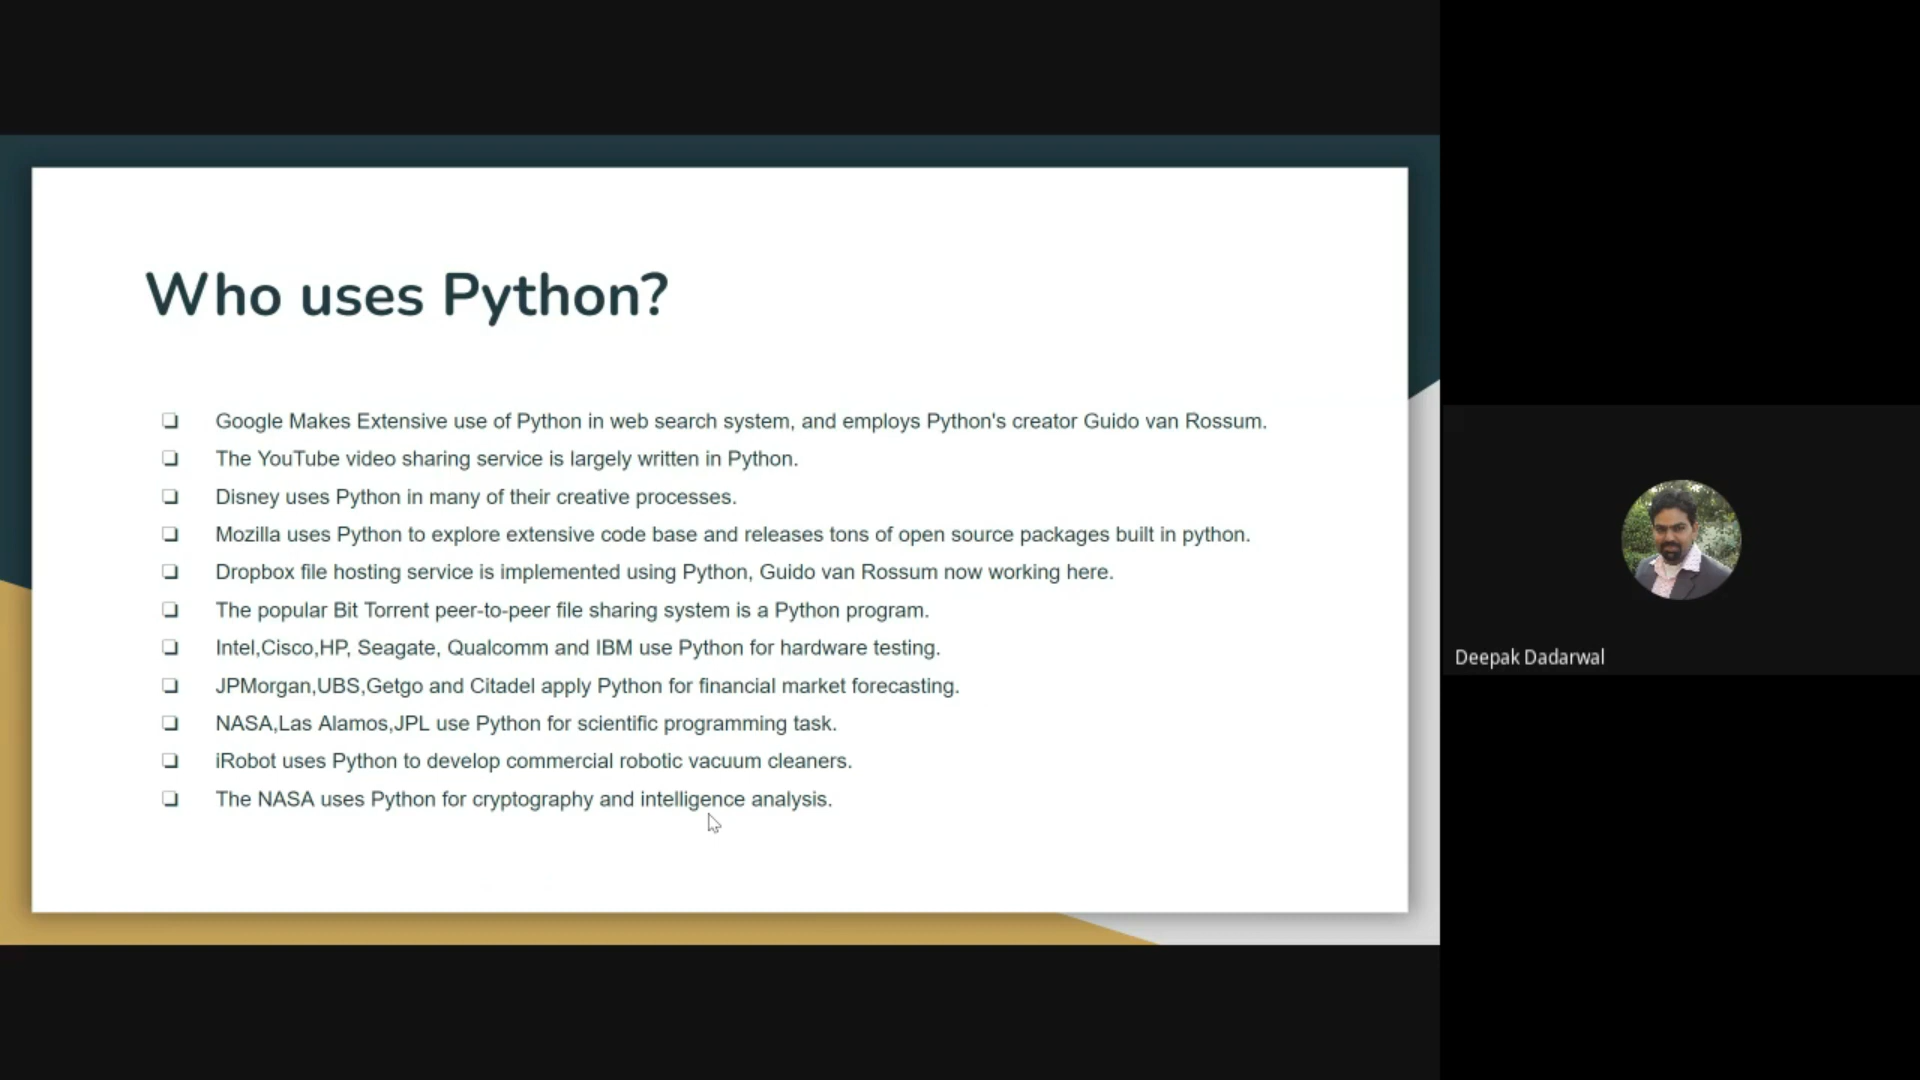 Who uses Python?
❏ Google Makes Extensive use of Python in web search system, and employs Python's creator Guido van Rossum.
❏ The YouTube video sharing service is largely written in Python.
❏ Disney uses Python in many of their creative processes.
❏ Mozilla uses Python to explore extensive code base and releases tons of open source packages built in python.
❏ Dropbox file hosting service is implemented using Python, Guido van Rossum now working here.
❏ The popular Bit Torrent peer-to-peer file sharing system is a Python program.
❏ Intel,Cisco,HP, Seagate, Qualcomm and IBM use Python for hardware testing.
❏ JPMorgan,UBS,Getgo and Citadel apply Python for financial market forecasting.
❏ NASA,Las Alamos,JPL use Python for scientific programming task.
❏ iRobot uses Python to develop commercial robotic vacuum cleaners.
❏ The NASA uses Python for cryptography and intelligence analysis.
Deepak Dadarwal